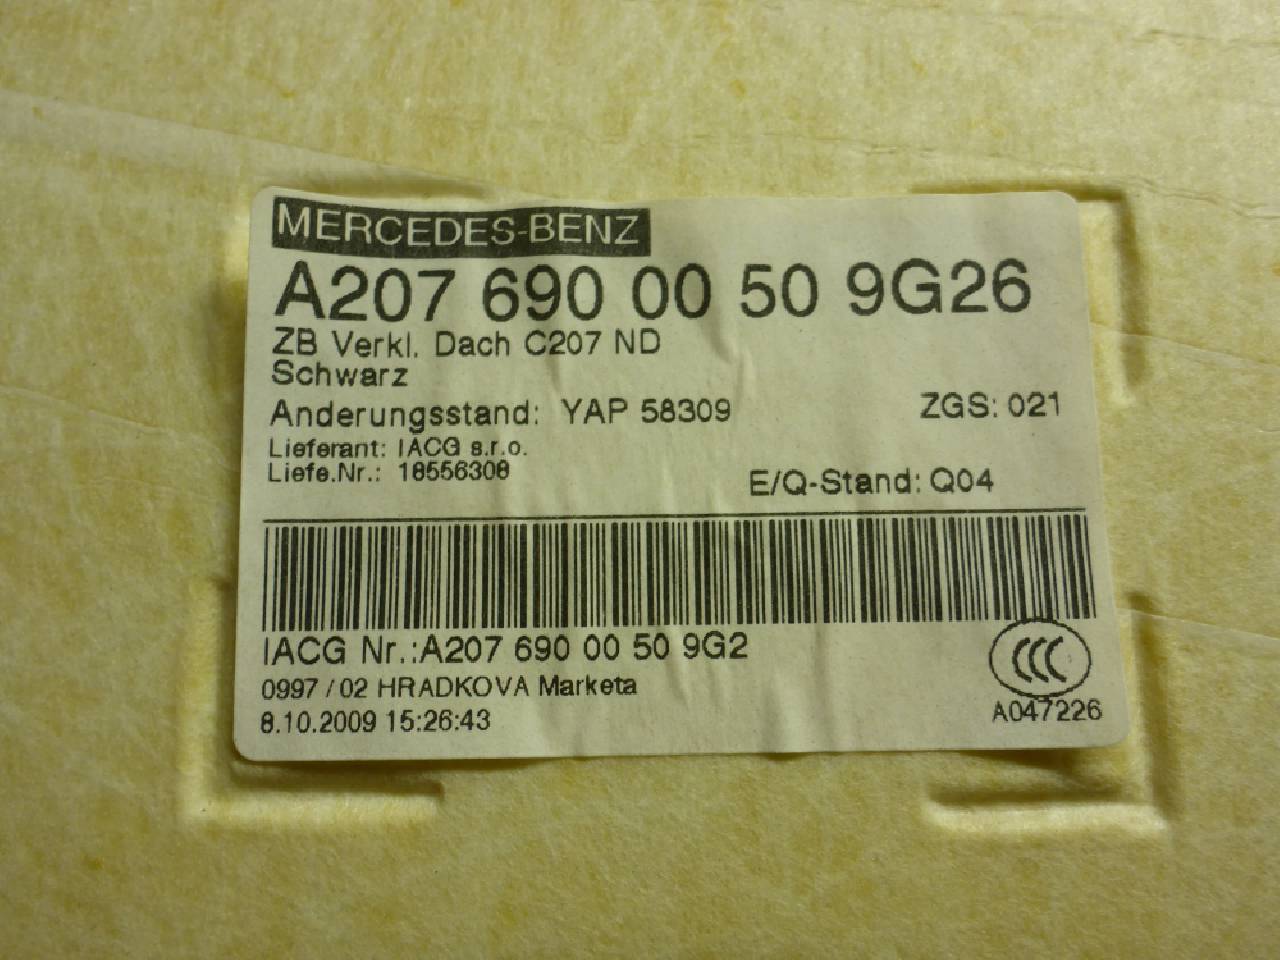 MERCEDES-BENZ
A207 690 00 50 9G26
ZB Verkl. Dach C207 ND
Schwarz
Anderungsstand: YAP 58309 ZGS: 021
Lieferant: IACG s.r.o.
Liefe.Nr.: 18556308
E/Q-Stand: Q04
IACG Nr.:A207 690 00 50 9G2
CCC
0997 / 02 HRADKOVA Marketa
8.10.2009 15:26:43
A047226